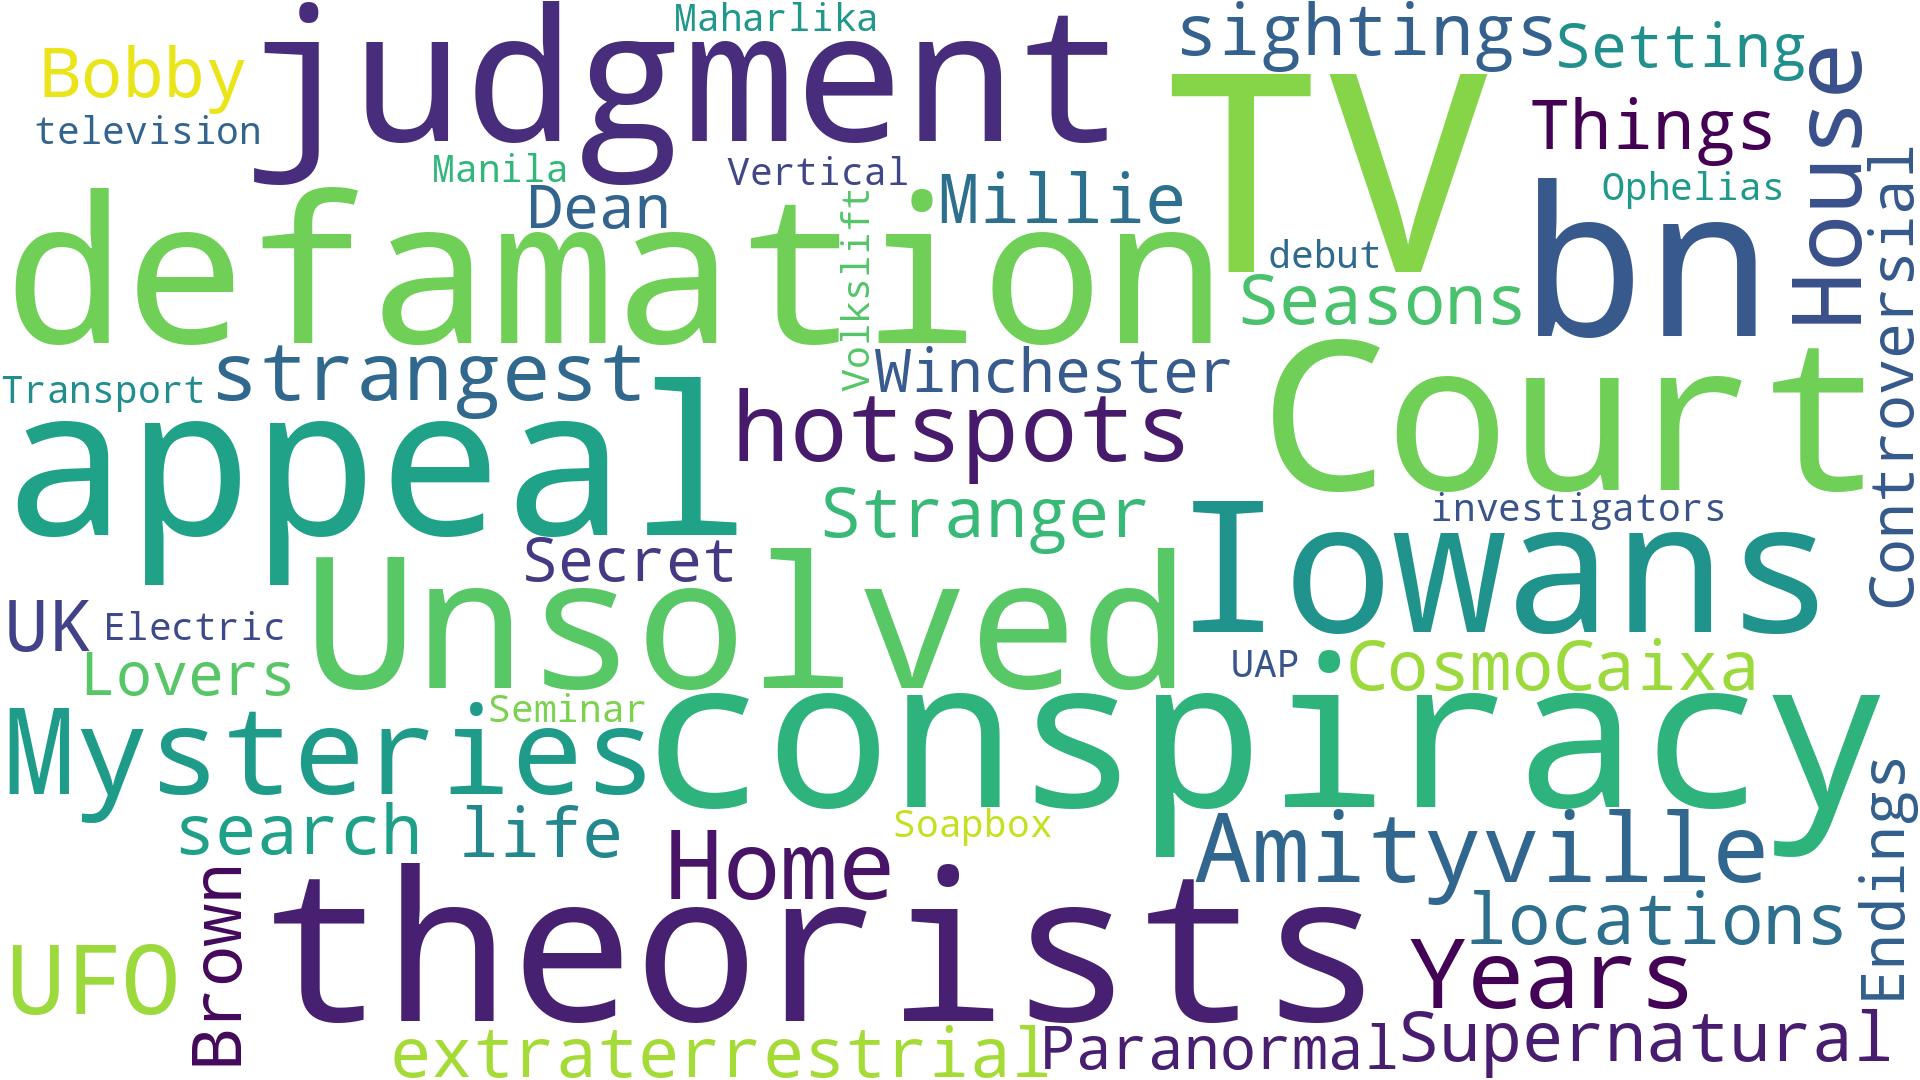 judgment
Maharlika
sightings
Setting
Bobby
television
TV
Things
House
Controversial
Manila
Vertical
Dean
Millie
Ophelias
defamation
Volkslift
debut
Seasons
bn
Transport
strangest
Winchester
appeal
hotspots
Court
Stranger
investigators
Secret
Iowans
UK
Electric
Unsolved
Lovers
UAP
CosmoCaixa
Seminar
Mysteries
conspiracy
search
life
Soapbox
Home
Amityville
Endings
Brown
theorists
locations
UFO
Years
extraterrestrial
Paranormal
Supernatural